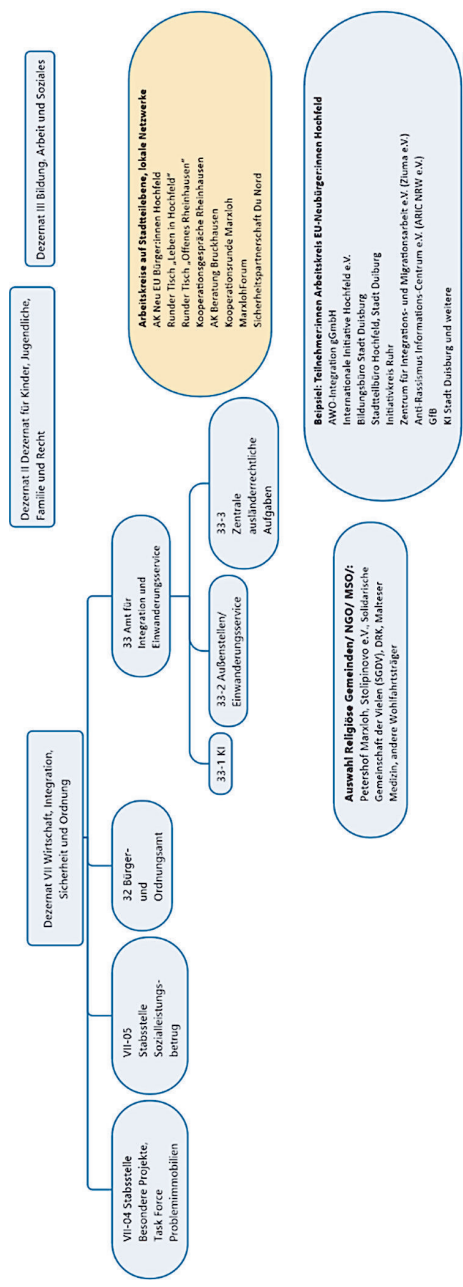 Dezernat VII Wirtschaft, Integration,
Sicherheit und Ordnung
Dezernat II Dezernat für Kinder, Jugendliche,
Familie und Recht
Dezernat III Bildung, Arbeit und Soziales
VII-04 Stabsstelle
Besondere Projekte,
Task Force
Problemimmobilien
VII-05
Stabsstelle
Sozialleistungs-
betrug
32 Bürger-
und
Ordnungsamt
33 Amt für
Integration und
Einwanderungsservice
33-1 KI
33-2 Außenstellen/
Einwanderungsservice
33-3
Zentrale
ausländerrechtliche
Aufgaben
Arbeitskreise auf Stadtteilebene, lokale Netzwerke
AK Neu EU Bürger:innen Hochfeld
Runder Tisch „Leben in Hochfeld“
Runder Tisch „Offenes Rheinhausen“
Kooperationsgespräche Rheinhausen
AK Beratung Bruckhausen
Kooperationsrunde Marxloh
MarxlohForum
Sicherheitspartnerschaft Du Nord
Auswahl Religiöse Gemeinden/ NGO/ MSO/:
Petershof Marxloh, Stolipinovo e.V., Solidarische
Gemeinschaft der Vielen (SGDV), DRK, Malteser
Medizin, andere Wohlfahrtsträger
Beipsiel: Teilnehmer:innen Arbeitskreis EU-Neubürger:innen Hochfeld
AWO-Integration gGmbH
Internationale Initiative Hochfeld e.V.
Bildungsbüro Stadt Duisburg
Stadtteilbüro Hochfeld, Stadt Duiburg
Initiativkreis Ruhr
Zentrum für Integrations- und Migrationsarbeit e.V. (Ziuma e.V.)
Anti-Rassismus Informations-Centrum e.V. (ARIC NRW e.V.)
GfB
KI Stadt Duisburg und weitere